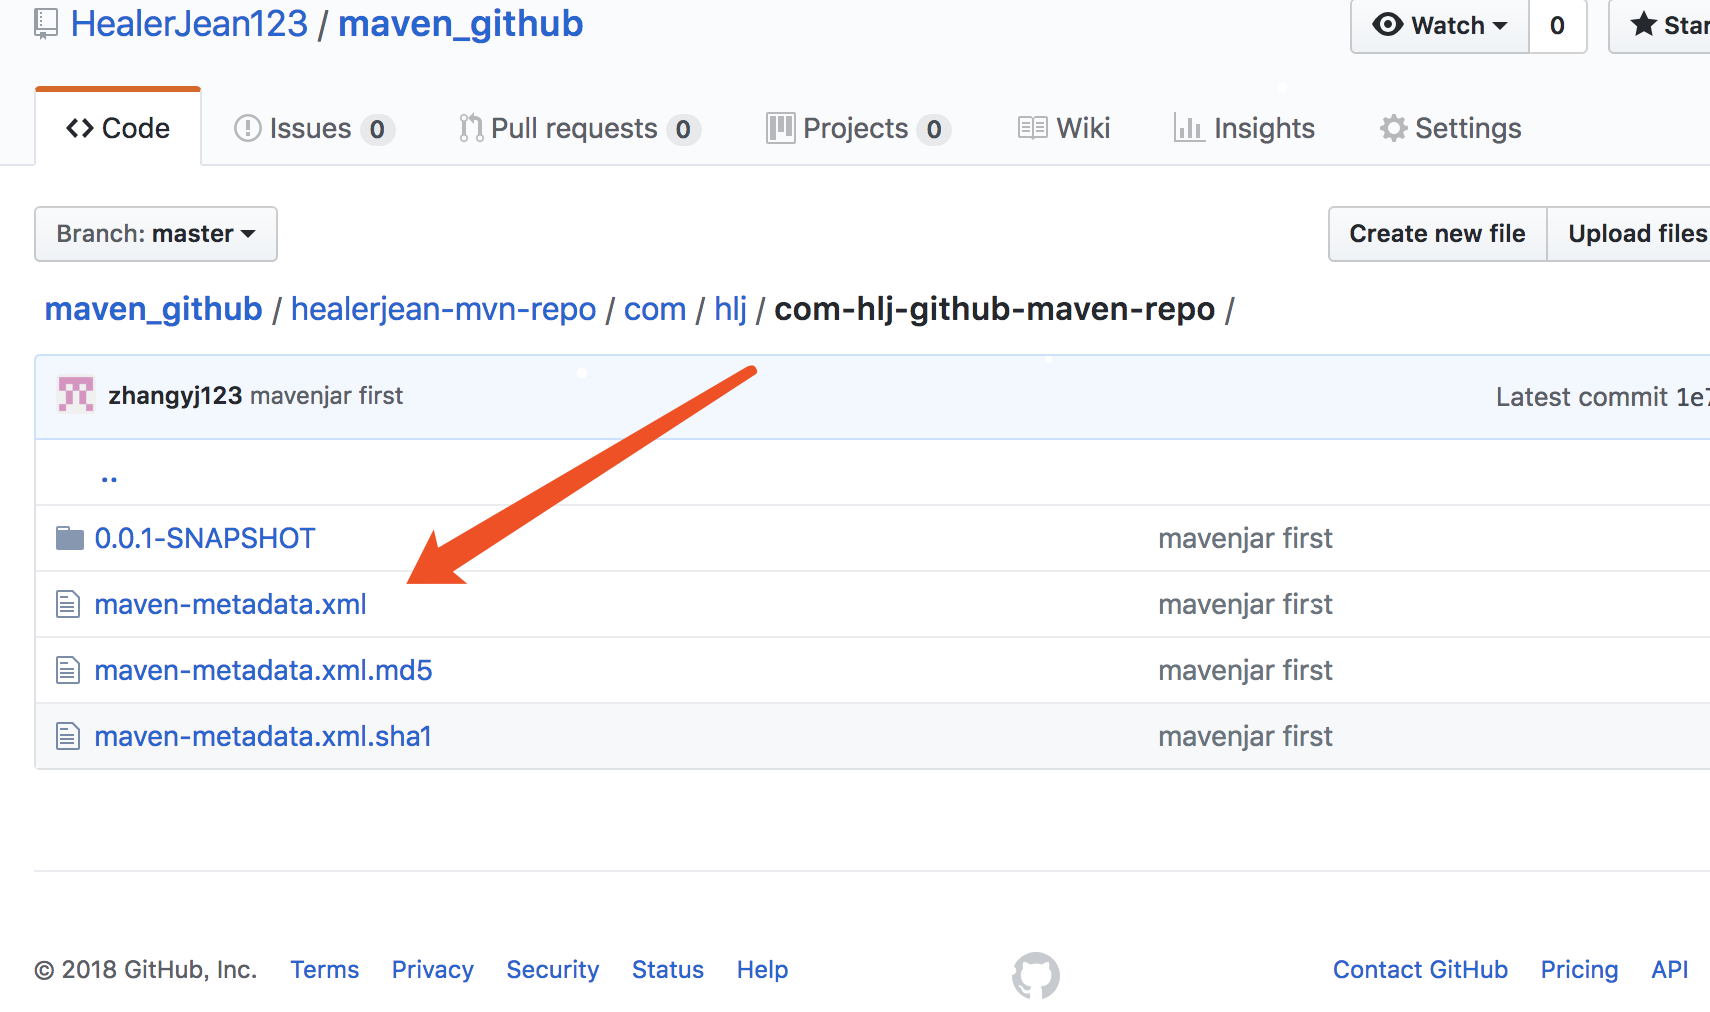 HealerJean123 / maven_github
Watch 0
Code Issues 0 Pull requests 0 Projects 0 Wiki Insights Settings
Branch: master Create new file Upload files
maven_github / healerjean-mvn-repo / com / hlj / com-hlj-github-maven-repo /
zhangyj123 mavenjar first Latest commit
..
0.0.1-SNAPSHOT mavenjar first
maven-metadata.xml mavenjar first
maven-metadata.xml.md5 mavenjar first
maven-metadata.xml.sha1 mavenjar first
© 2018 GitHub, Inc. Terms Privacy Security Status Help Contact GitHub Pricing API